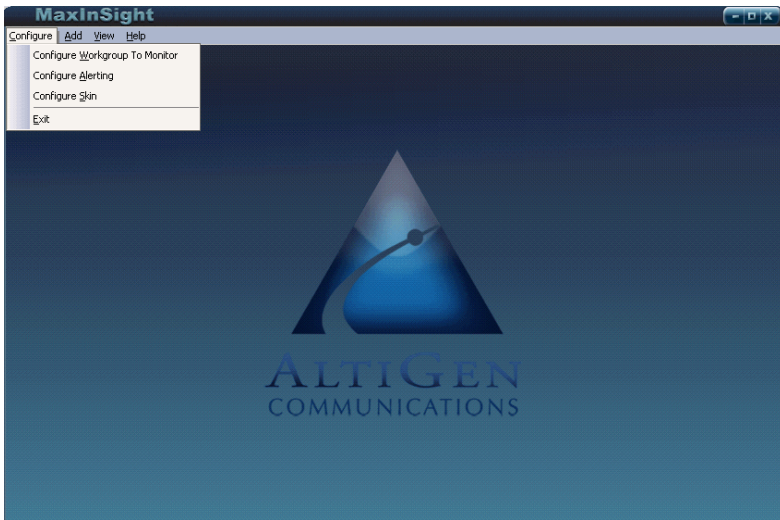 MaxInSight
Configure Add View Help
Configure Workgroup To Monitor
Configure Alerting
Configure Skin
Exit
ALTIGEN
COMMUNICATIONS